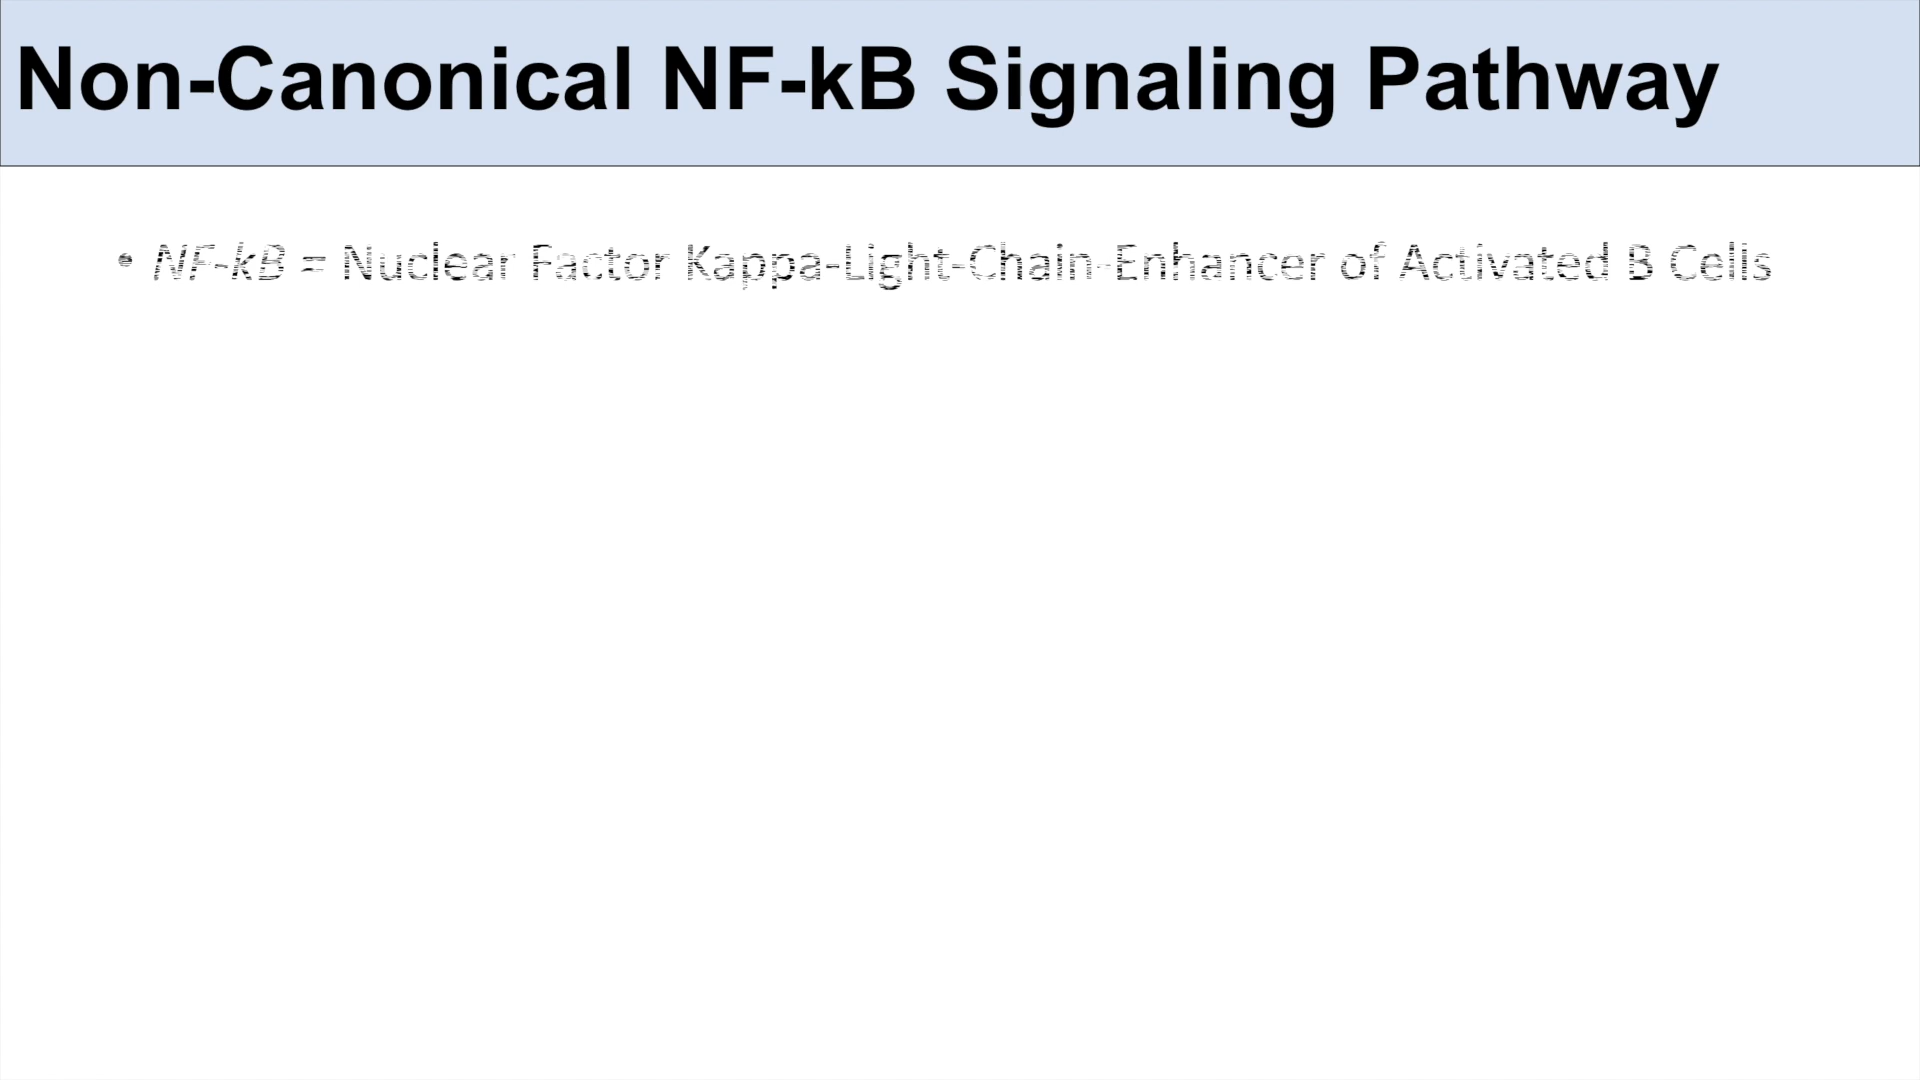 Non-Canonical NF-kB Signaling Pathway
• NF-kB = Nuclear Factor Kappa-Light-Chain-Enhancer of Activated B Cells